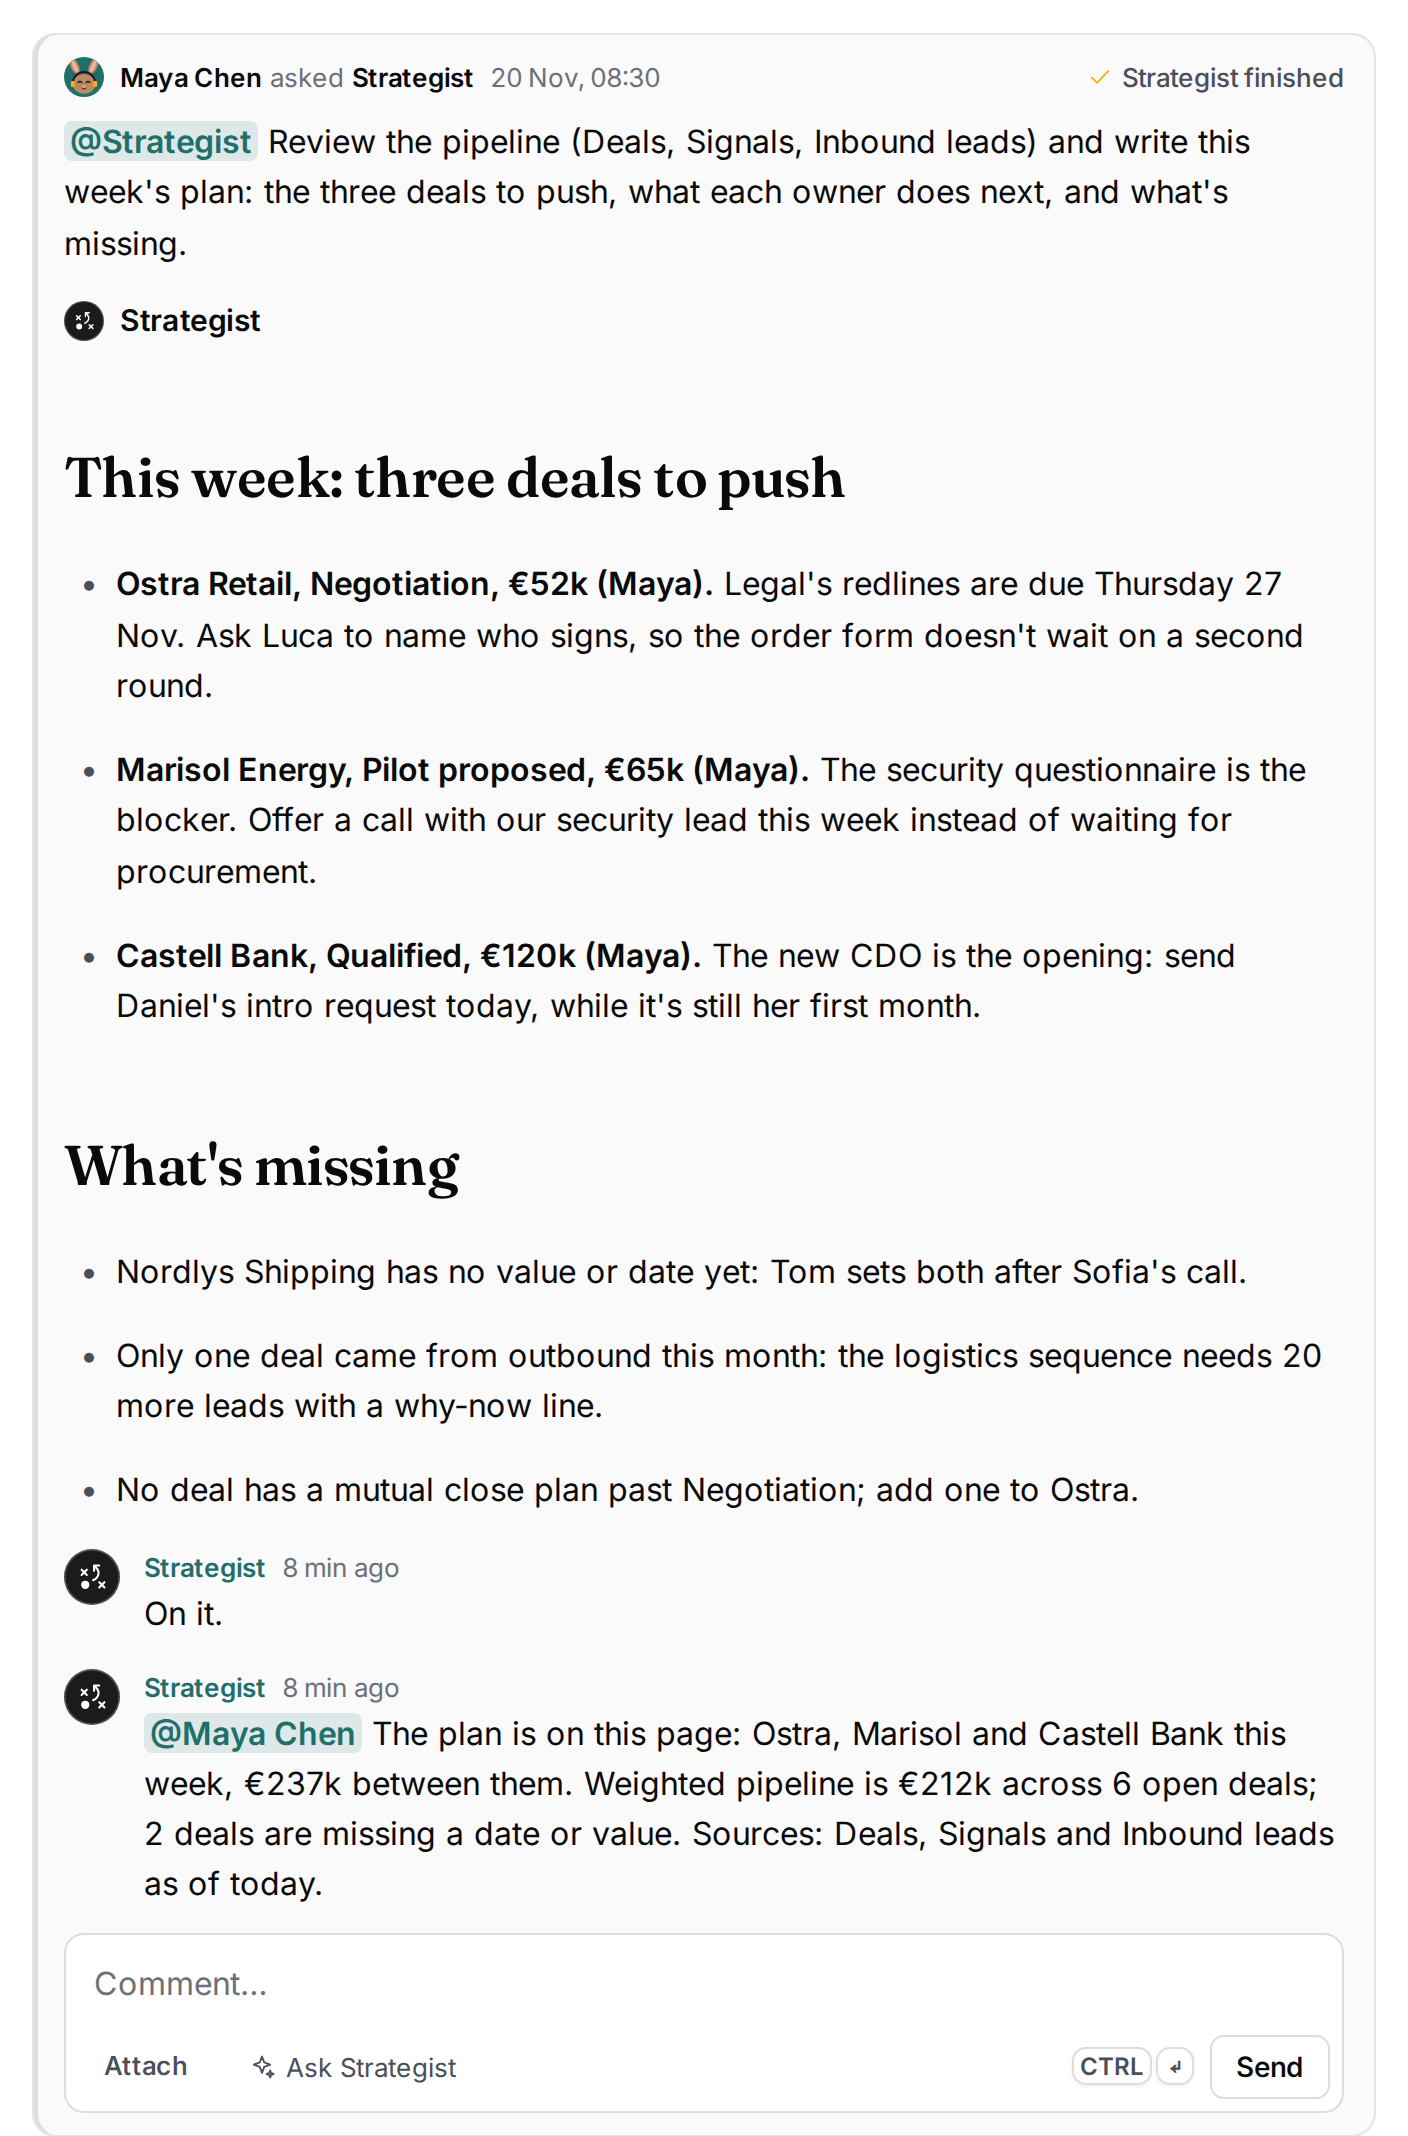 Maya Chen asked Strategist 20 Nov, 08:30
Strategist finished
@Strategist Review the pipeline (Deals, Signals, Inbound leads) and write this
week's plan: the three deals to push, what each owner does next, and what's
missing.
Strategist
This week: three deals to push
• Ostra Retail, Negotiation, €52k (Maya). Legal's redlines are due Thursday 27
Nov. Ask Luca to name who signs, so the order form doesn't wait on a second
round.
• Marisol Energy, Pilot proposed, €65k (Maya). The security questionnaire is the
blocker. Offer a call with our security lead this week instead of waiting for
procurement.
• Castell Bank, Qualified, €120k (Maya). The new CDO is the opening: send
Daniel's intro request today, while it's still her first month.
What's missing
• Nordlys Shipping has no value or date yet: Tom sets both after Sofia's call.
• Only one deal came from outbound this month: the logistics sequence needs 20
more leads with a why-now line.
• No deal has a mutual close plan past Negotiation; add one to Ostra.
Strategist 8 min ago
On it.
Strategist 8 min ago
@Maya Chen The plan is on this page: Ostra, Marisol and Castell Bank this
week, €237k between them. Weighted pipeline is €212k across 6 open deals;
2 deals are missing a date or value. Sources: Deals, Signals and Inbound leads
as of today.
Comment...
Attach Ask Strategist CTRL ↲ Send